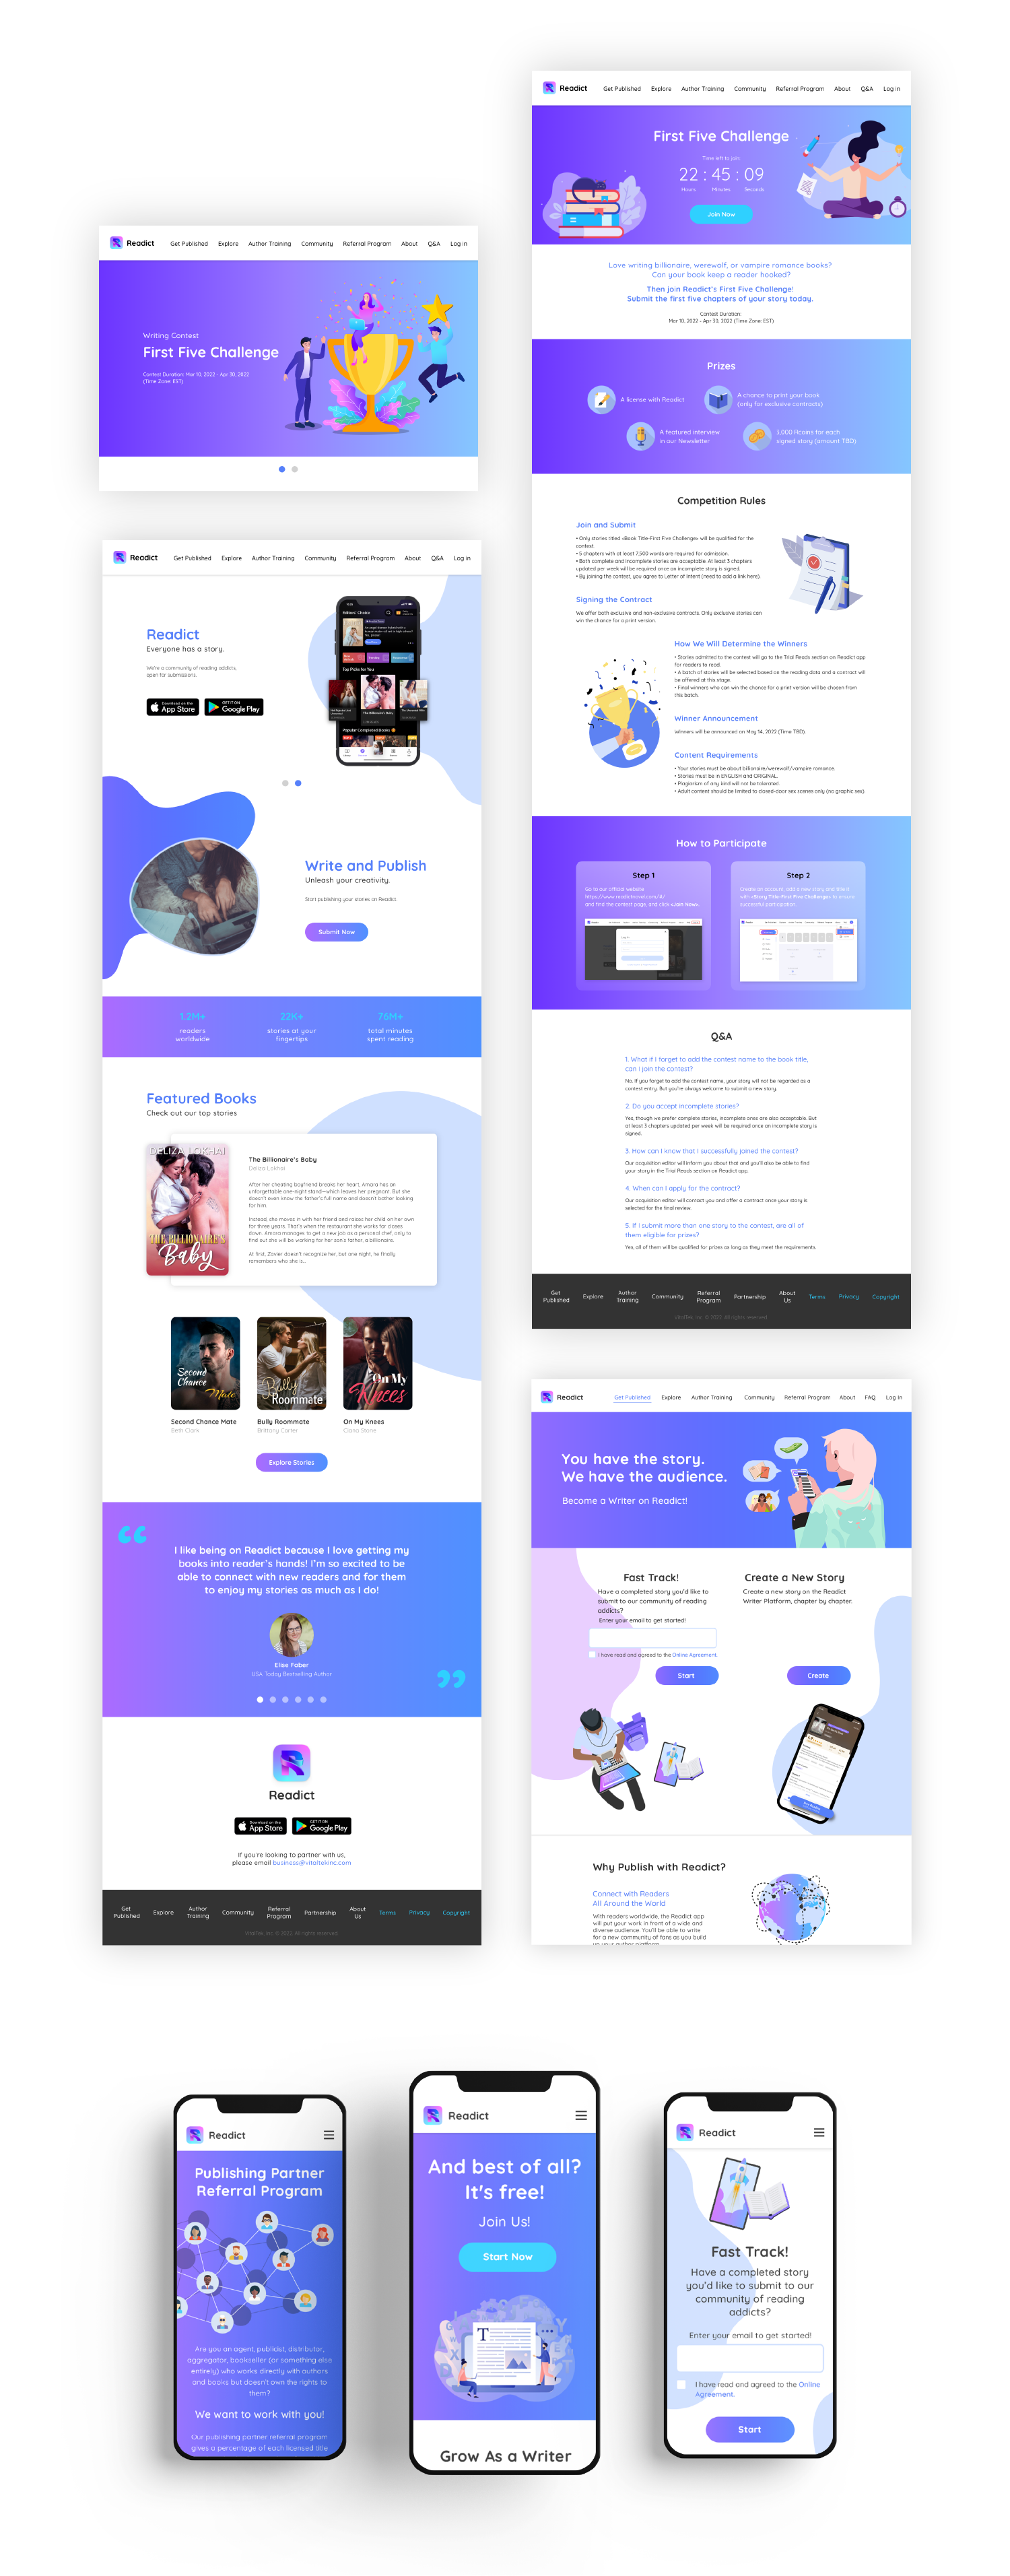 Readict
Get Published Explore Author Training Community Referral Program About Q&A Log in
Writing Contest
First Five Challenge
Contest Duration: Mar 10, 2022 - Apr 30, 2022
(Time Zone: EST)
Readict
Get Published Explore Author Training Community Referral Program About Q&A Log in
Readict
Everyone has a story.
We're a community of reading addicts,
open for submissions.
Download on the
App Store
GET IT ON
Google Play
Editors' Choice
Top Picks for You
Popular Completed Books
Write and Publish
Unleash your creativity.
Start publishing your stories on Readict.
Submit Now
1.2M+
readers
worldwide
22K+
stories at your
fingertips
76M+
total minutes
spent reading
Featured Books
Check out our top stories
DELIZA LOKHAI
THE BILLIONAIRE'S
Baby
The Billionaire's Baby
Deliza Lokhai
After her cheating boyfriend breaks her heart, Amara has an
unforgettable one-night stand—which leaves her pregnant. But she
doesn't even know the father's full name and doesn't bother looking
for him.
Instead, she moves in with her friend and raises her child on her own
for three years. That's when the restaurant she works for closes
down. Amara manages to get a new job as a personal chef, only to
find out she will be working for her son's father, a billionaire.
At first, Zavier doesn't recognize her, but one night, he finally
remembers who she is...
Second
Chance
Mate
Bully
Roommate
On My
Knees
Second Chance Mate
Beth Clark
Bully Roommate
Brittany Carter
On My Knees
Ciara Stone
Explore Stories
I like being on Readict because I love getting my
books into reader's hands! I'm so excited to be
able to connect with new readers and for them
to enjoy my stories as much as I do!
Elise Fober
USA Today Bestselling Author
Readict
Download on the
App Store
GET IT ON
Google Play
If you're looking to partner with us,
please email business@vitaltekinc.com
Get
Published
Explore
Author
Training
Community
Referral
Program
Partnership
About
Us
Terms
Privacy
Copyright
VitalTek, Inc. © 2022. All rights reserved.
Readict
Get Published Explore Author Training Community Referral Program About Q&A Log in
First Five Challenge
Time left to join
22 : 45 : 09
Hours Minutes Seconds
Join Now
Love writing billionaire, werewolf, or vampire romance books?
Can your book keep a reader hooked?
Then join Readict's First Five Challenge!
Submit the first five chapters of your story today.
Contest Duration:
Mar 10, 2022 - Apr 30, 2022 (Time Zone: EST)
Prizes
A license with Readict
A chance to print your book
(only for exclusive contracts)
A featured interview
in our Newsletter
3,000 Rcoins for each
signed story (amount TBD)
Competition Rules
Join and Submit
• Only stories titled «Book Title-First Five Challenge» will be qualified for the
contest.
• 5 chapters with at least 7,500 words are required for admission.
• Both complete and incomplete stories are acceptable. At least 3 chapters
updated per week will be required once an incomplete story is signed.
• By joining the contest, you agree to Letter of Intent (need to add a link here).
Signing the Contract
We offer both exclusive and non-exclusive contracts. Only exclusive stories can
win the chance for a print version.
How We Will Determine the Winners
• Stories admitted to the contest will go to the Trial Reads section on Readict app
for readers to read.
• A batch of stories will be selected based on the reading data and a contract will
be offered at this stage.
• Final winners who can win the chance for a print version will be chosen from
this batch.
Winner Announcement
Winners will be announced on May 14, 2022 (Time TBD).
Content Requirements
• Your stories must be about billionaire/werewolf/vampire romance.
• Stories must be in ENGLISH and ORIGINAL.
• Plagiarism of any kind will not be tolerated.
• Adult content should be limited to closed-door sex scenes only (no graphic sex).
How to Participate
Step 1
Go to our official website
https://www.readictnovel.com/#/
and find the contest page, and click «Join Now».
Step 2
Create an account, add a new story and title it
with «Story Title-First Five Challenge» to ensure
successful participation.
Q&A
1. What if I forget to add the contest name to the book title,
can I join the contest?
No. If you forget to add the contest name, your story will not be regarded as a
contest entry. But you're always welcome to submit a new story.
2. Do you accept incomplete stories?
Yes, though we prefer complete stories, incomplete ones are also acceptable. But
at least 3 chapters updated per week will be required once an incomplete story is
signed.
3. How can I know that I successfully joined the contest?
Our acquisition editor will inform you about that and you'll also be able to find
your story in the Trial Reads section on Readict app.
4. When can I apply for the contract?
Our acquisition editor will contact you and offer a contract once your story is
selected for the final review.
5. If I submit more than one story to the contest, are all of
them eligible for prizes?
Yes, all of them will be qualified for prizes as long as they meet the requirements.
Get
Published
Explore
Author
Training
Community
Referral
Program
Partnership
About
Us
Terms
Privacy
Copyright
VitalTek, Inc. © 2022. All rights reserved.
Readict
Get Published Explore Author Training Community Referral Program About FAQ Log In
You have the story.
We have the audience.
Become a Writer on Readict!
Fast Track!
Have a completed story you'd like to
submit to our community of reading
addicts?
Enter your email to get started!
I have read and agreed to the Online Agreement.
Start
Create a New Story
Create a new story on the Readict
Writer Platform, chapter by chapter.
Create
Why Publish with Readict?
Connect with Readers
All Around the World
With readers worldwide, the Readict app
will put your work in front of a wide and
diverse audience. You'll be able to write
for a new community of fans as you build
up your author platform.
Readict
Publishing Partner
Referral Program
Are you an agent, publicist, distributor,
aggregator, bookseller (or something else
entirely) who works directly with authors
and books but doesn't own the rights to
them?
We want to work with you!
Our publishing partner referral program
gives a percentage of each licensed title
Readict
And best of all?
It's free!
Join Us!
Start Now
T
Grow As a Writer
Readict
Fast Track!
Have a completed story
you'd like to submit to our
community of reading
addicts?
Enter your email to get started!
I have read and agreed to the Online
Agreement.
Start